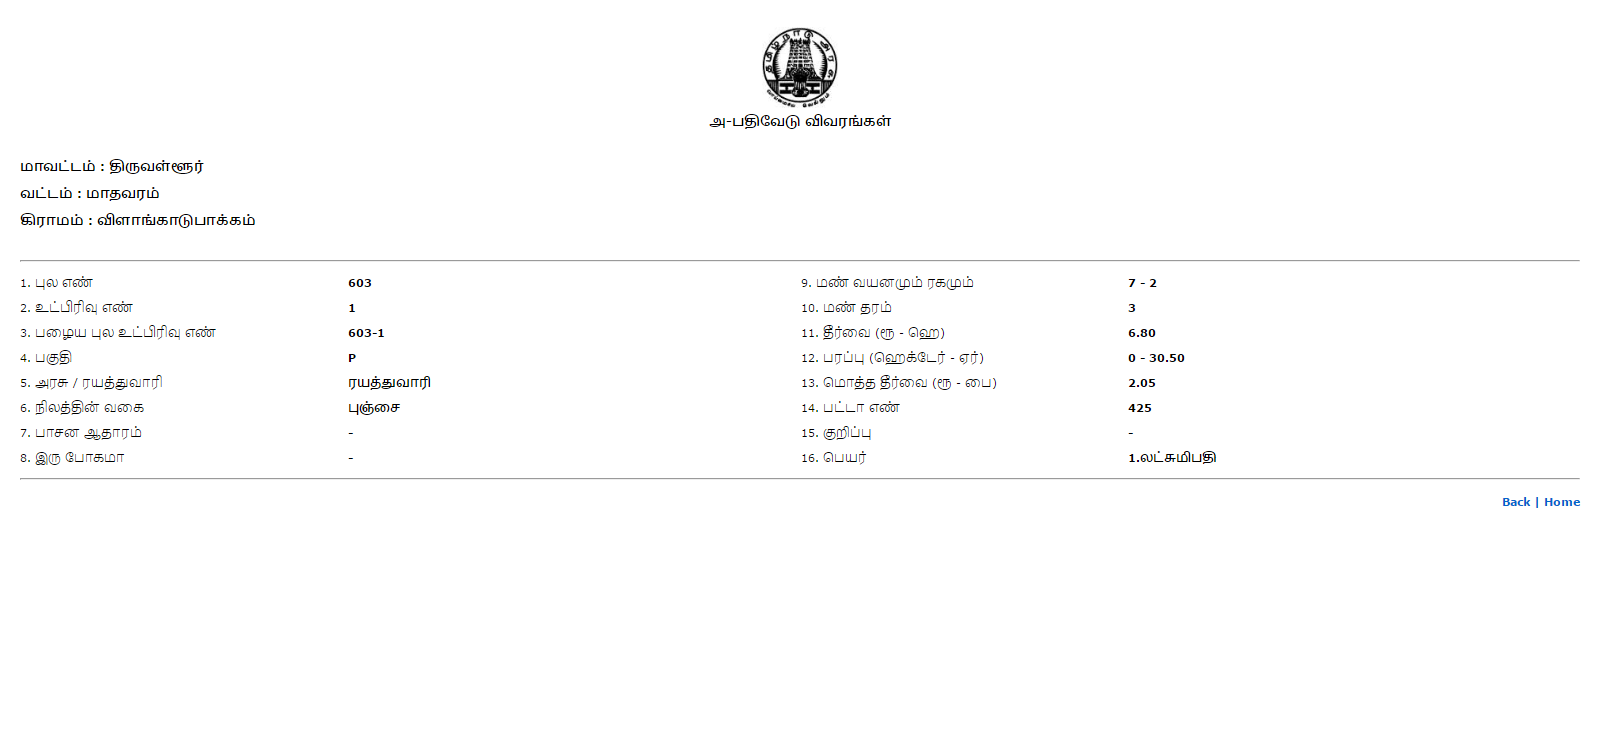 தமிழ்நாடு அரசு
வாய்மையே வெல்லும்
அ-பதிவேடு விவரங்கள்
மாவட்டம் : திருவள்ளூர்
வட்டம் : மாதவரம்
கிராமம் : விளாங்காடுபாக்கம்
1. புல எண் 603 9. மண் வயனமும் ரகமும் 7 - 2
2. உட்பிரிவு எண் 1 10. மண் தரம் 3
3. பழைய புல உட்பிரிவு எண் 603-1 11. தீர்வை (ரூ - ஹெ) 6.80
4. பகுதி P 12. பரப்பு (ஹெக்டேர் - ஏர்) 0 - 30.50
5. அரசு / ரயத்துவாரி ரயத்துவாரி 13. மொத்த தீர்வை (ரூ - பை) 2.05
6. நிலத்தின் வகை புஞ்சை 14. பட்டா எண் 425
7. பாசன ஆதாரம் - 15. குறிப்பு -
8. இரு போகமா - 16. பெயர் 1.லட்சுமிபதி
Back | Home